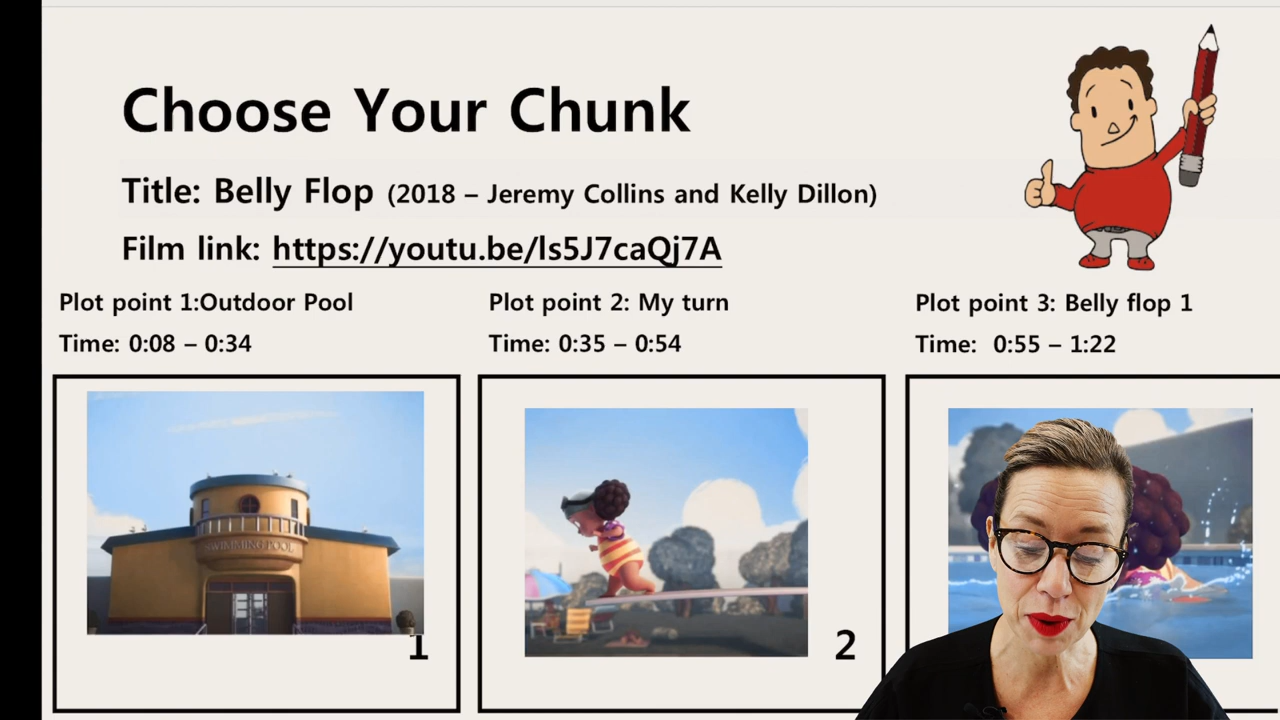 Choose Your Chunk
Title: Belly Flop (2018 – Jeremy Collins and Kelly Dillon)
Film link: https://youtu.be/ls5J7caQj7A
Plot point 1:Outdoor Pool
Time: 0:08 – 0:34
Plot point 2: My turn
Time: 0:35 – 0:54
Plot point 3: Belly flop 1
Time: 0:55 – 1:22
SWIMMING POOL
1
2